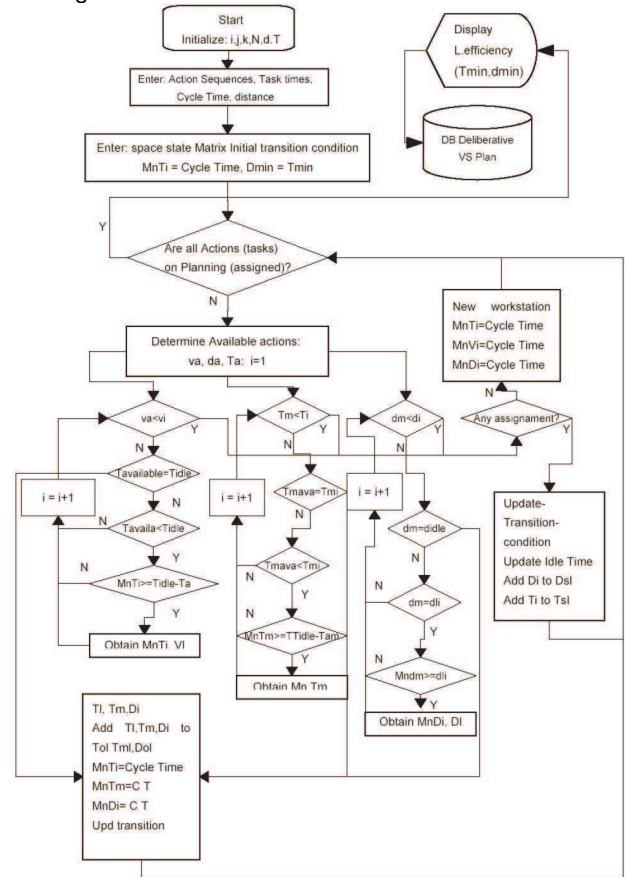 Start
Initialize: i,j,k,N,d.T
Display
L.efficiency
(Tmin,dmin)
Enter: Action Sequences, Task times,
Cycle Time, distance
DB Deliberative
VS Plan
Enter: space state Matrix Initial transition condition
MnTi = Cycle Time, Dmin = Tmin
Y
Are all Actions (tasks)
on Planning (assigned)?
N
New workstation
MnTi=Cycle Time
MnVi=Cycle Time
MnDi=Cycle Time
Determine Available actions:
va, da, Ta: i=1
N
va<vi
Y
Tm<Ti
Y
dm<di
Y
Any assignament?
Y
N
N
N
Tavailable=Tidle
i = i+1
i = i+1
Tmava=Tmi
i = i+1
N
N
dm=didle
Update-
Transition-
condition
Update Idle Time
Add Di to Dsl
Add Ti to Tsl
N
Tavaila<Tidle
Tmava<Tmi
N
N
Y
Y
dm=dli
MnTi>=Tidle-Ta
N
N
MnTm>=TTidle-Tam
Y
Y
Y
N
Mndm>=dli
Obtain MnTi, VI
Obtain Mn Tm
Y
Obtain MnDi, DI
TI, Tm,Di
Add TI,Tm,Di to
Tol Tml,Dol
MnTi=Cycle Time
MnTm=C T
MnDi= C T
Upd transition